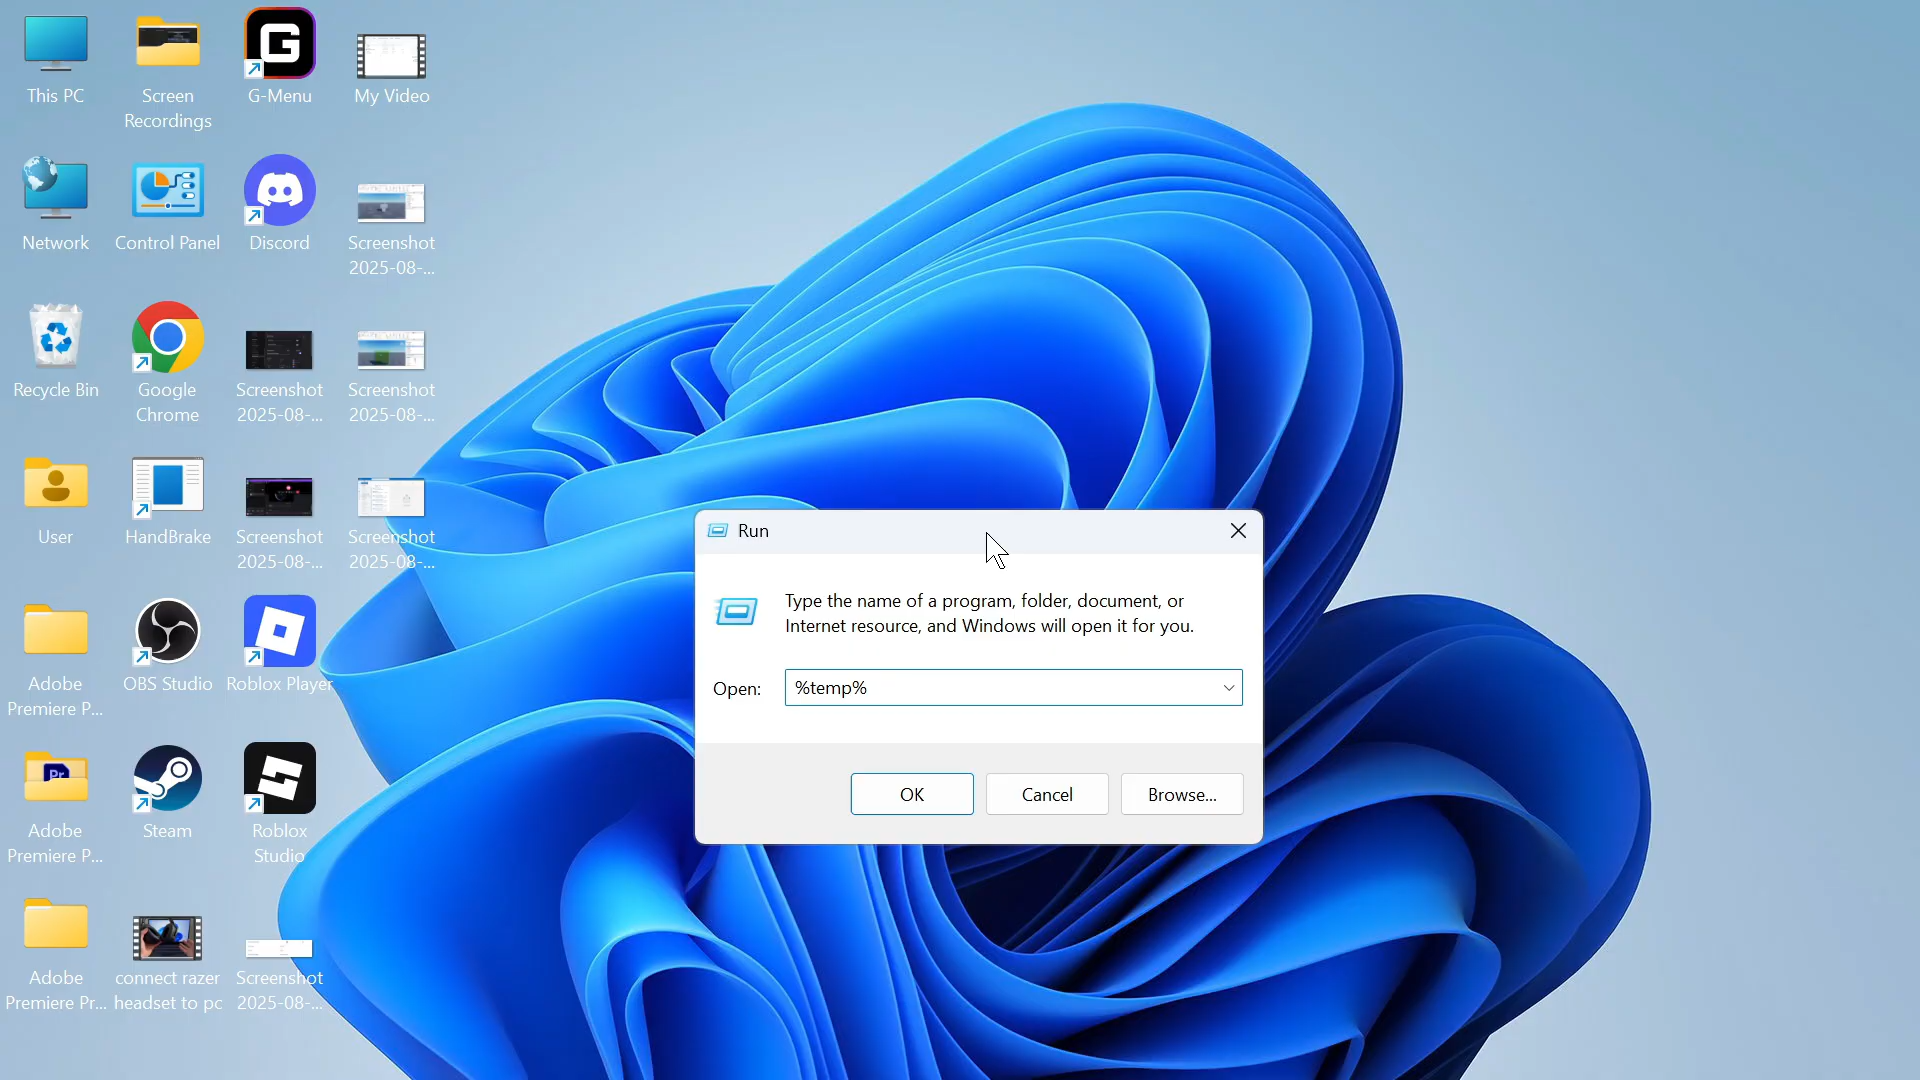 This PC
Screen
Recordings
G-Menu
My Video
Network
Control Panel
Discord
Screenshot
2025-08-...
Recycle Bin
Google
Chrome
Screenshot
2025-08-...
Screenshot
2025-08-...
User
HandBrake
Screenshot
2025-08-...
Screenshot
2025-08-...
Adobe
Premiere P...
OBS Studio
Roblox Player
Adobe
Premiere P...
Steam
Roblox
Studio
Adobe
Premiere Pr...
connect razer
headset to pc
Screenshot
2025-08-...
Pr
Run
Type the name of a program, folder, document, or
Internet resource, and Windows will open it for you.
Open:
%temp%
OK
Cancel
Browse...